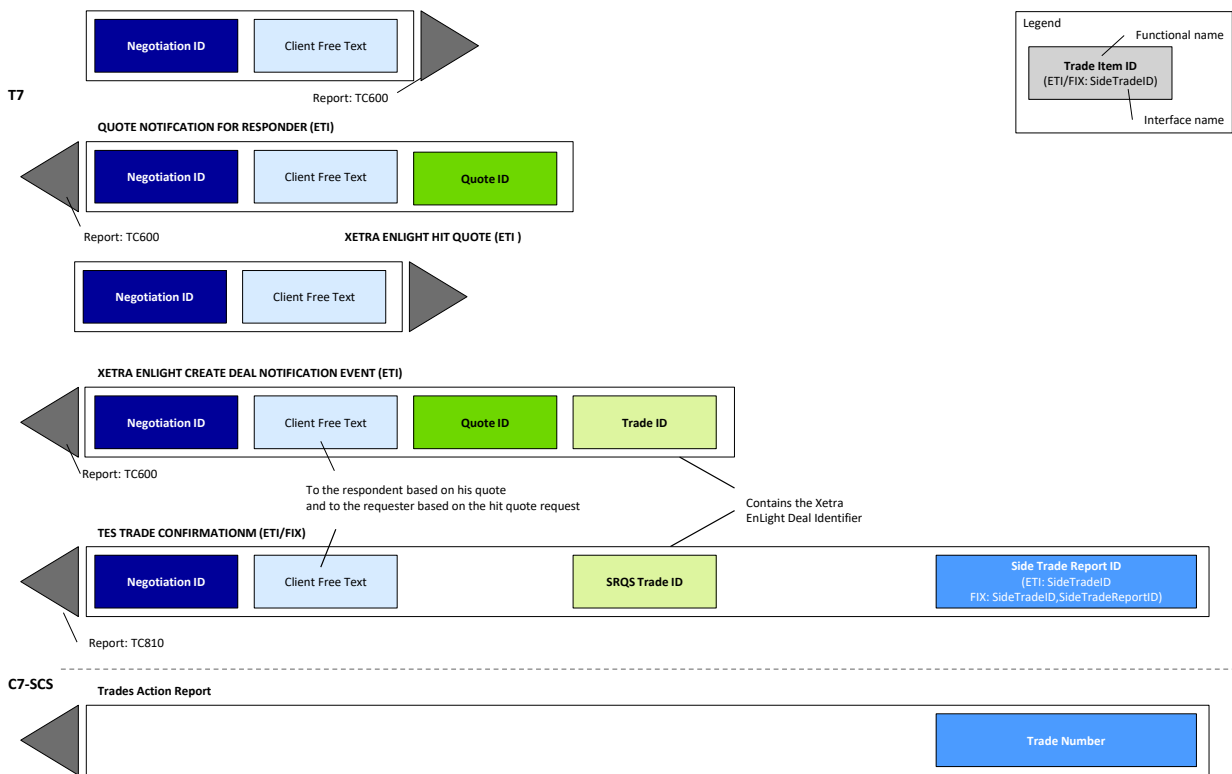 Negotiation ID
Client Free Text
Report: TC600
Legend
Functional name
Trade Item ID
(ETI/FIX: SideTradeID)
Interface name
T7
QUOTE NOTIFCATION FOR RESPONDER (ETI)
Negotiation ID
Client Free Text
Quote ID
Report: TC600
XETRA ENLIGHT HIT QUOTE (ETI )
Negotiation ID
Client Free Text
XETRA ENLIGHT CREATE DEAL NOTIFICATION EVENT (ETI)
Negotiation ID
Client Free Text
Quote ID
Trade ID
Report: TC600
To the respondent based on his quote
and to the requester based on the hit quote request
Contains the Xetra
EnLight Deal Identifier
TES TRADE CONFIRMATIONM (ETI/FIX)
Negotiation ID
Client Free Text
SRQS Trade ID
Side Trade Report ID
(ETI: SideTradeID
FIX: SideTradeID,SideTradeReportID)
Report: TC810
C7-SCS
Trades Action Report
Trade Number